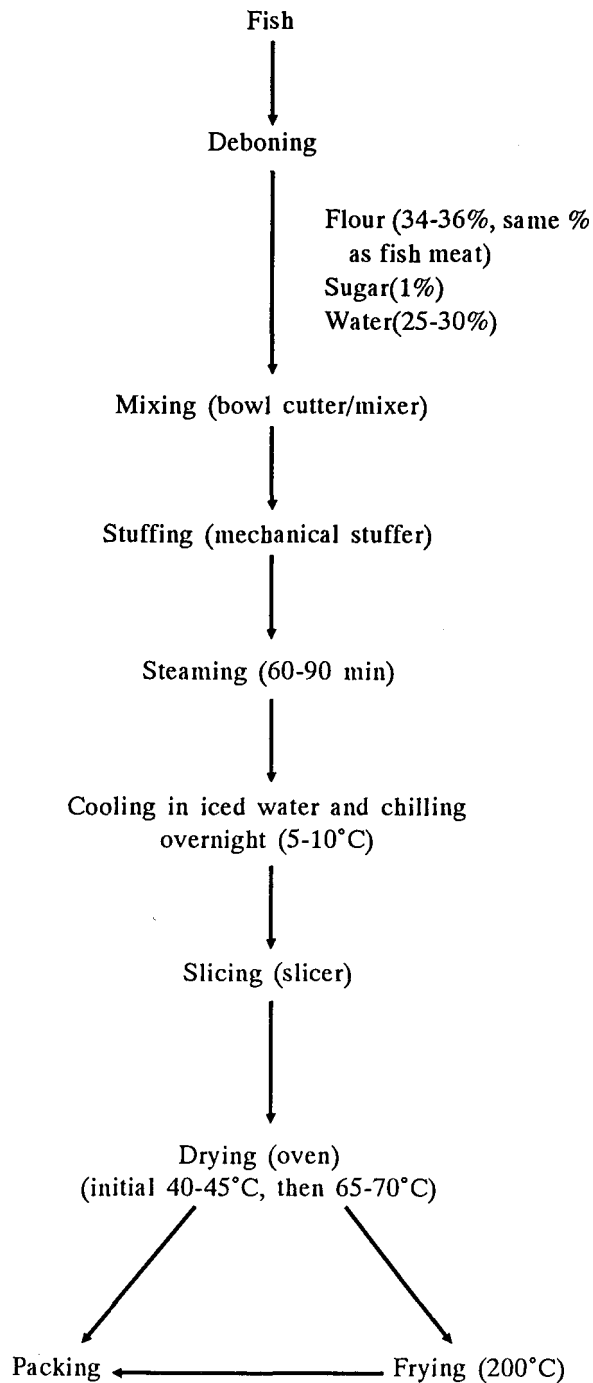 Fish
Deboning
Flour (34-36%, same %
as fish meat)
Sugar(1%)
Water(25-30%)
Mixing (bowl cutter/mixer)
Stuffing (mechanical stuffer)
Steaming (60-90 min)
Cooling in iced water and chilling
overnight (5-10°C)
Slicing (slicer)
Drying (oven)
(initial 40-45°C, then 65-70°C)
Packing
Frying (200°C)